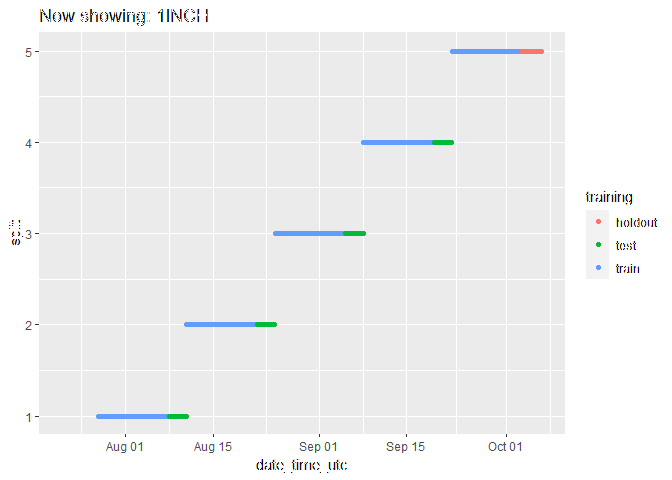 Now showing: 1INCH
5
4
3
2
1
split
Aug 01
Aug 15
Sep 01
Sep 15
Oct 01
date_time_utc
training
holdout
test
train